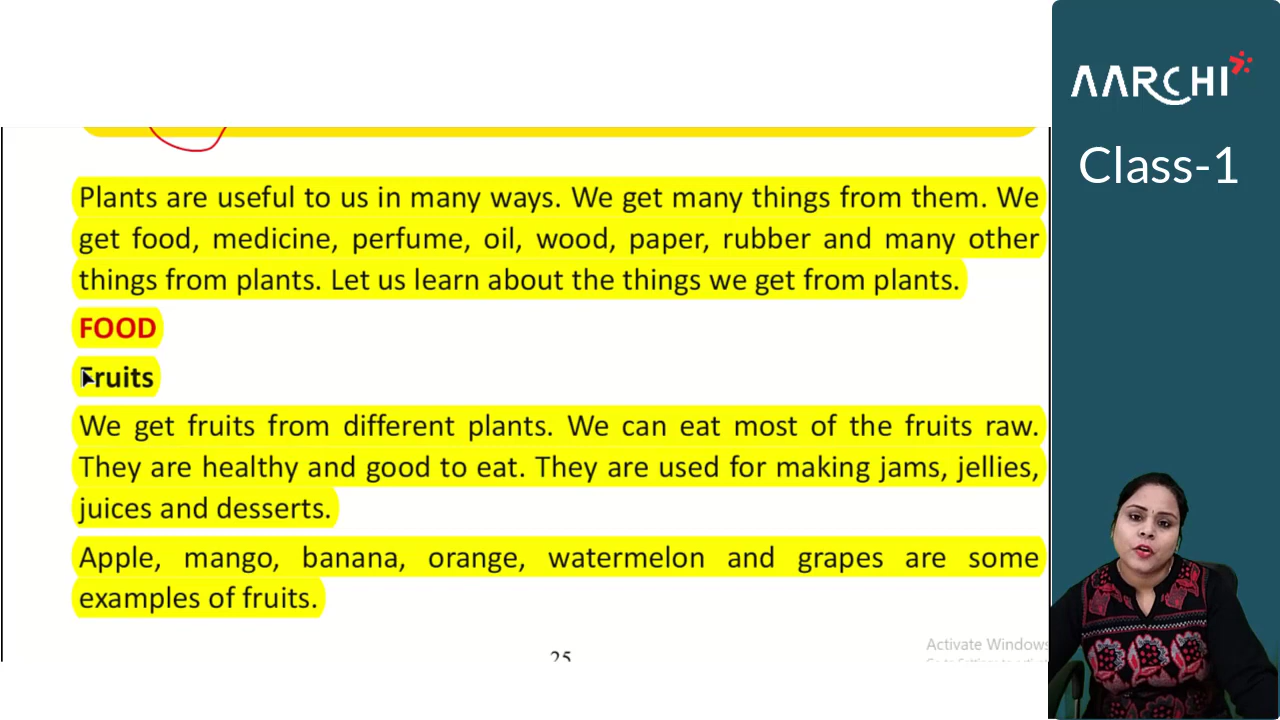 Plants are useful to us in many ways. We get many things from them. We
get food, medicine, perfume, oil, wood, paper, rubber and many other
things from plants. Let us learn about the things we get from plants.
FOOD
Fruits
We get fruits from different plants. We can eat most of the fruits raw.
They are healthy and good to eat. They are used for making jams, jellies,
juices and desserts.
Apple, mango, banana, orange, watermelon and grapes are some
examples of fruits.
25
Activate Windows
AARCHI
Class-1